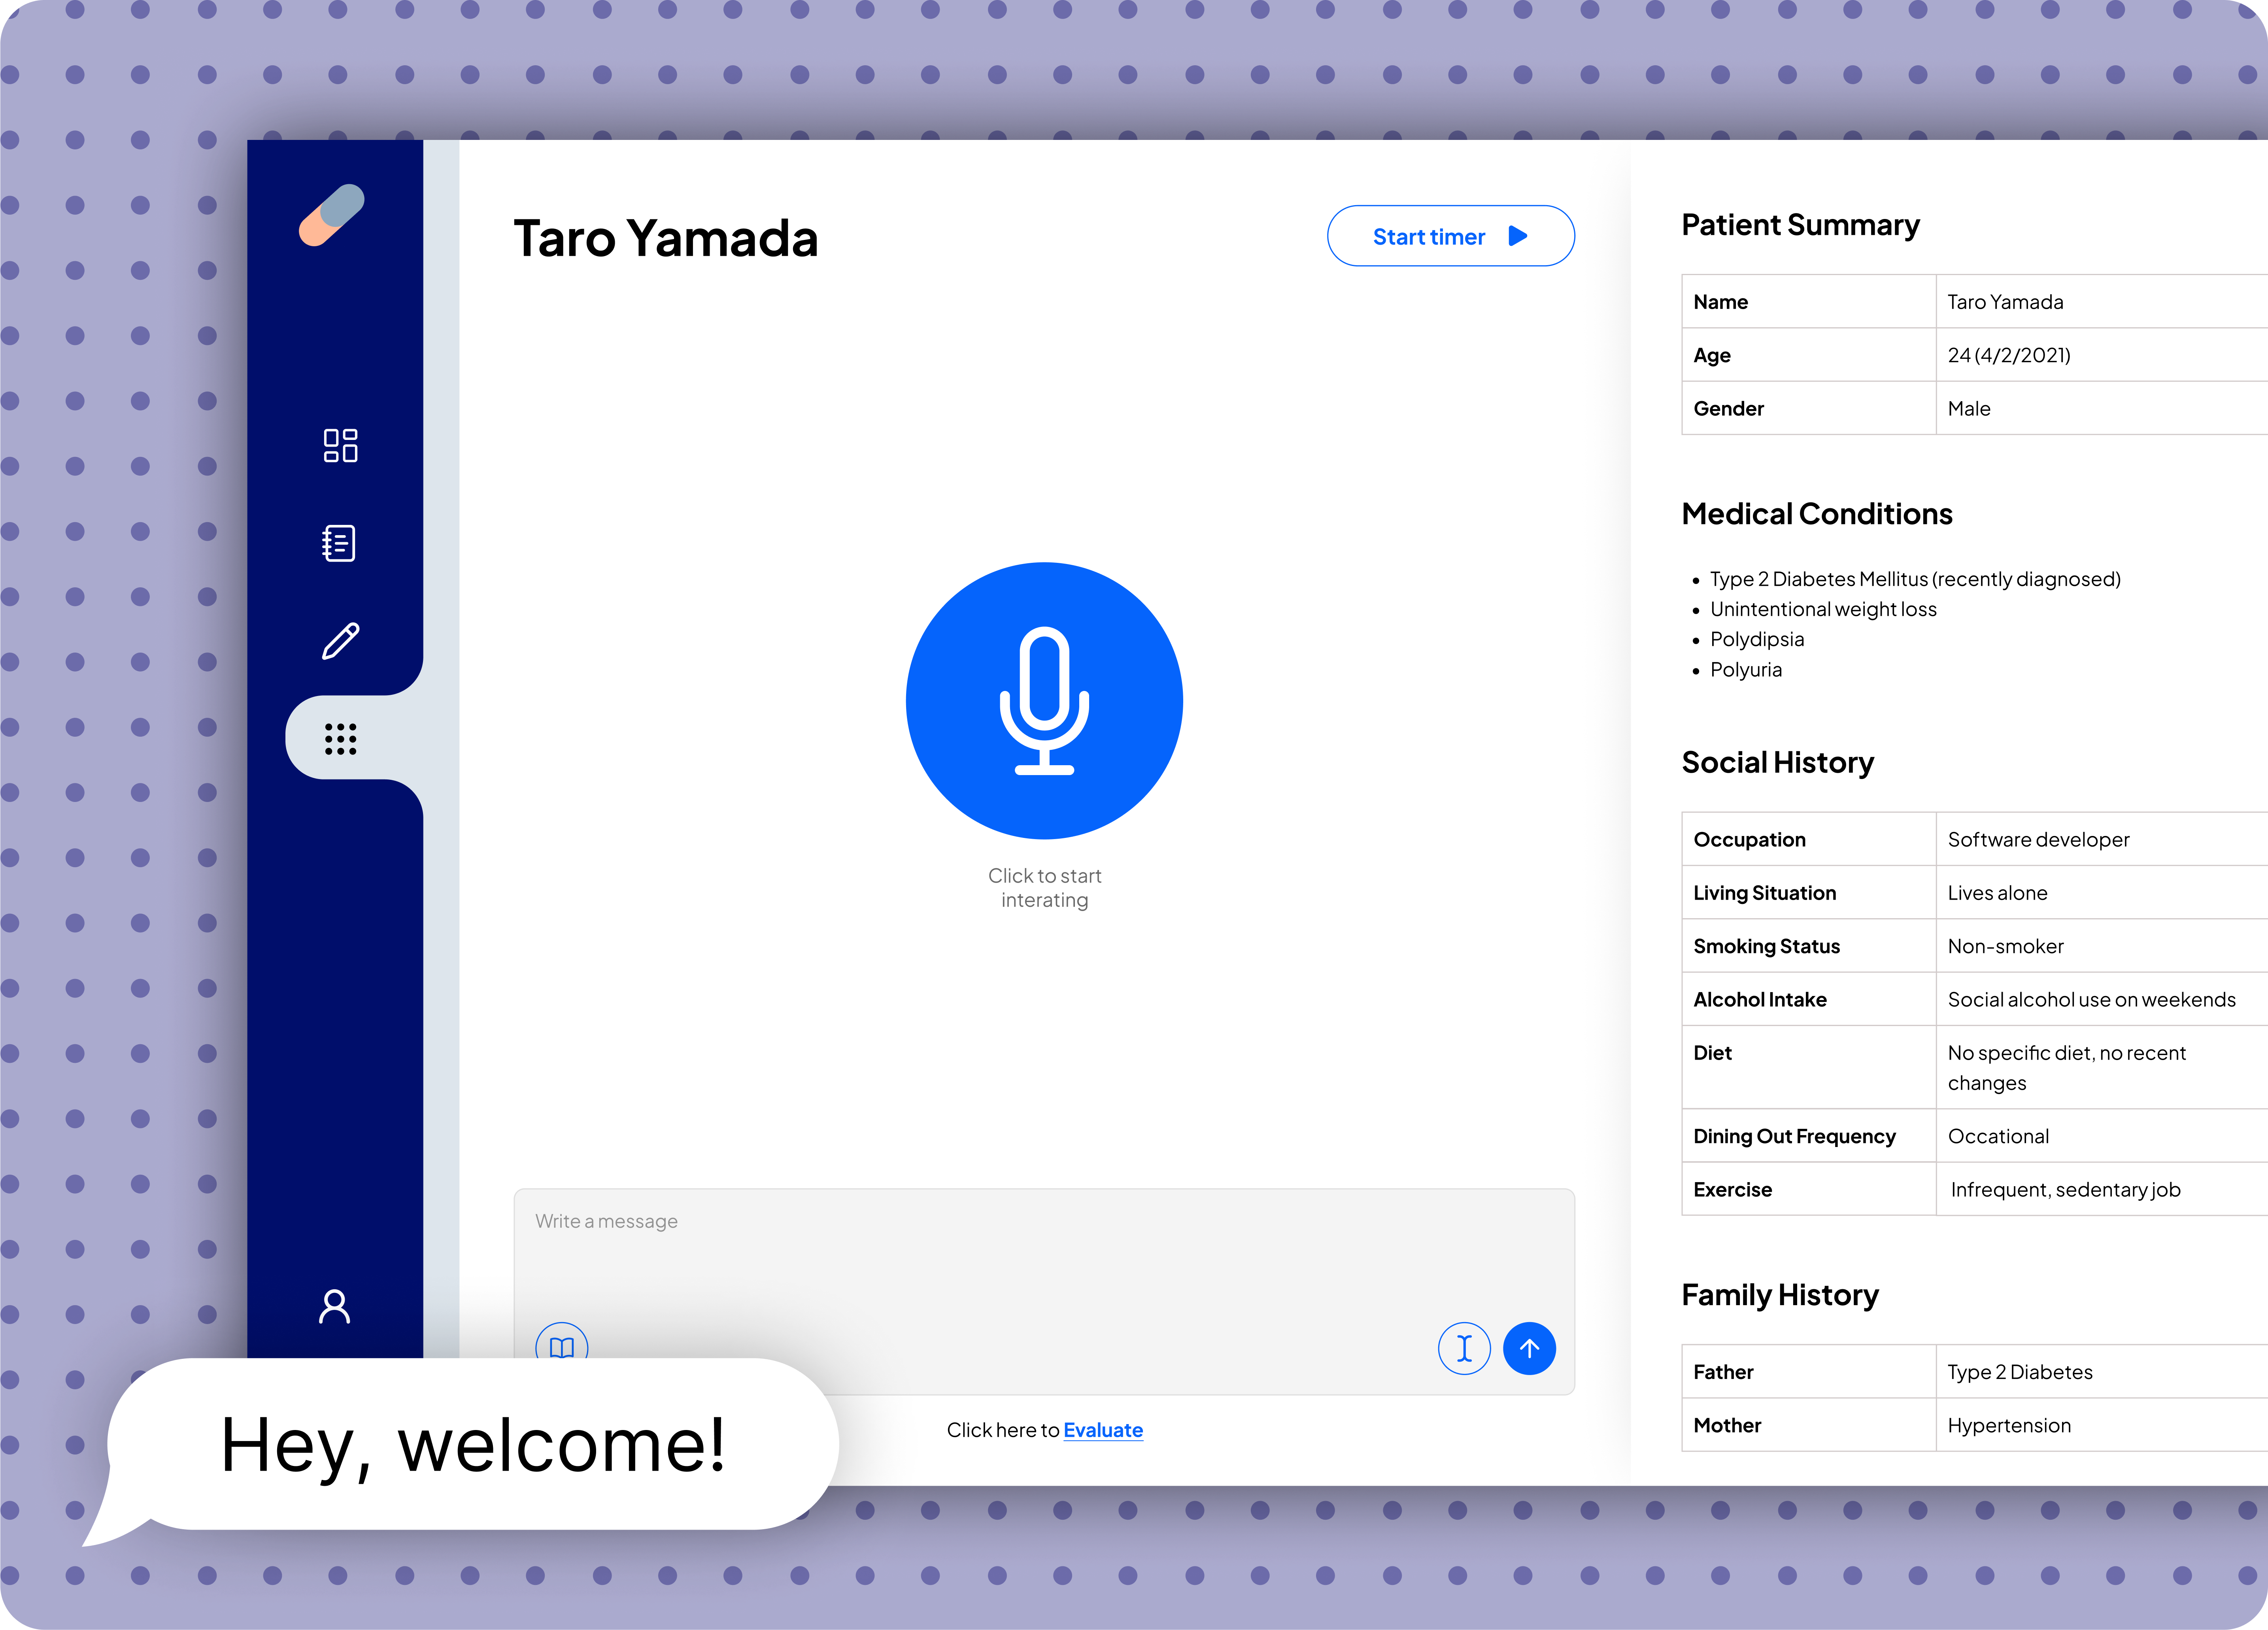 Taro Yamada
Start timer
Click to start
interating
Write a message
Click here to Evaluate
Hey, welcome!
Patient Summary
Name Taro Yamada
Age 24 (4/2/2021)
Gender Male
Medical Conditions
• Type 2 Diabetes Mellitus (recently diagnosed)
• Unintentional weight loss
• Polydipsia
• Polyuria
Social History
Occupation Software developer
Living Situation Lives alone
Smoking Status Non-smoker
Alcohol Intake Social alcohol use on weekends
Diet No specific diet, no recent
changes
Dining Out Frequency Occational
Exercise Infrequent, sedentary job
Family History
Father Type 2 Diabetes
Mother Hypertension